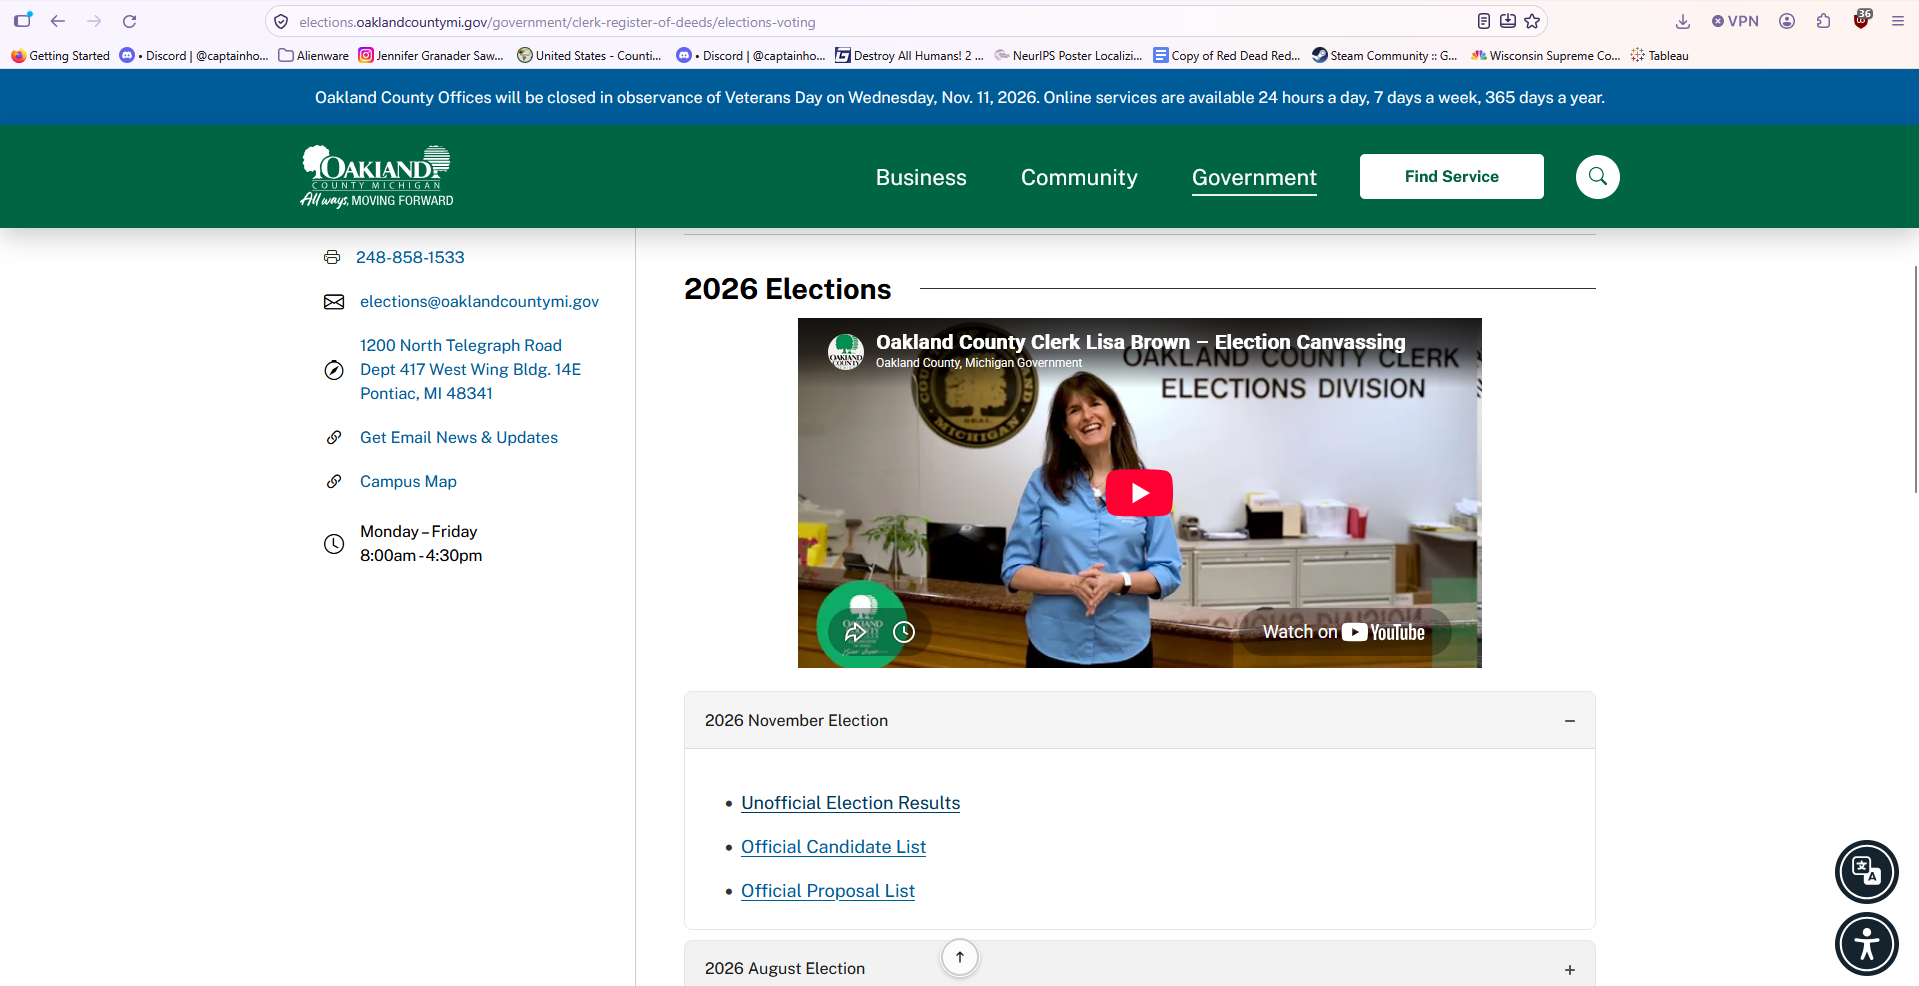 elections.oaklandcountymi.gov/government/clerk-register-of-deeds/elections-voting
VPN
36
Getting Started
• Discord | @captainho...
Alienware
Jennifer Granader Saw...
United States - Counti...
• Discord | @captainho...
Destroy All Humans! 2 ...
NeurIPS Poster Localizi...
Copy of Red Dead Red...
Steam Community :: G...
Wisconsin Supreme Co...
Tableau
Oakland County Offices will be closed in observance of Veterans Day on Wednesday, Nov. 11, 2026. Online services are available 24 hours a day, 7 days a week, 365 days a year.
OAKLAND
COUNTY MICHIGAN
All ways, MOVING FORWARD
Business
Community
Government
Find Service
248-858-1533
elections@oaklandcountymi.gov
1200 North Telegraph Road
Dept 417 West Wing Bldg. 14E
Pontiac, MI 48341
Get Email News & Updates
Campus Map
Monday – Friday
8:00am - 4:30pm
2026 Elections
Oakland County Clerk Lisa Brown – Election Canvassing
Oakland County, Michigan Government
OAKLAND COUNTY CLERK
ELECTIONS DIVISION
MICHIGAN
SEAL
OAKLAND
Watch on YouTube
2026 November Election
Unofficial Election Results
Official Candidate List
Official Proposal List
2026 August Election